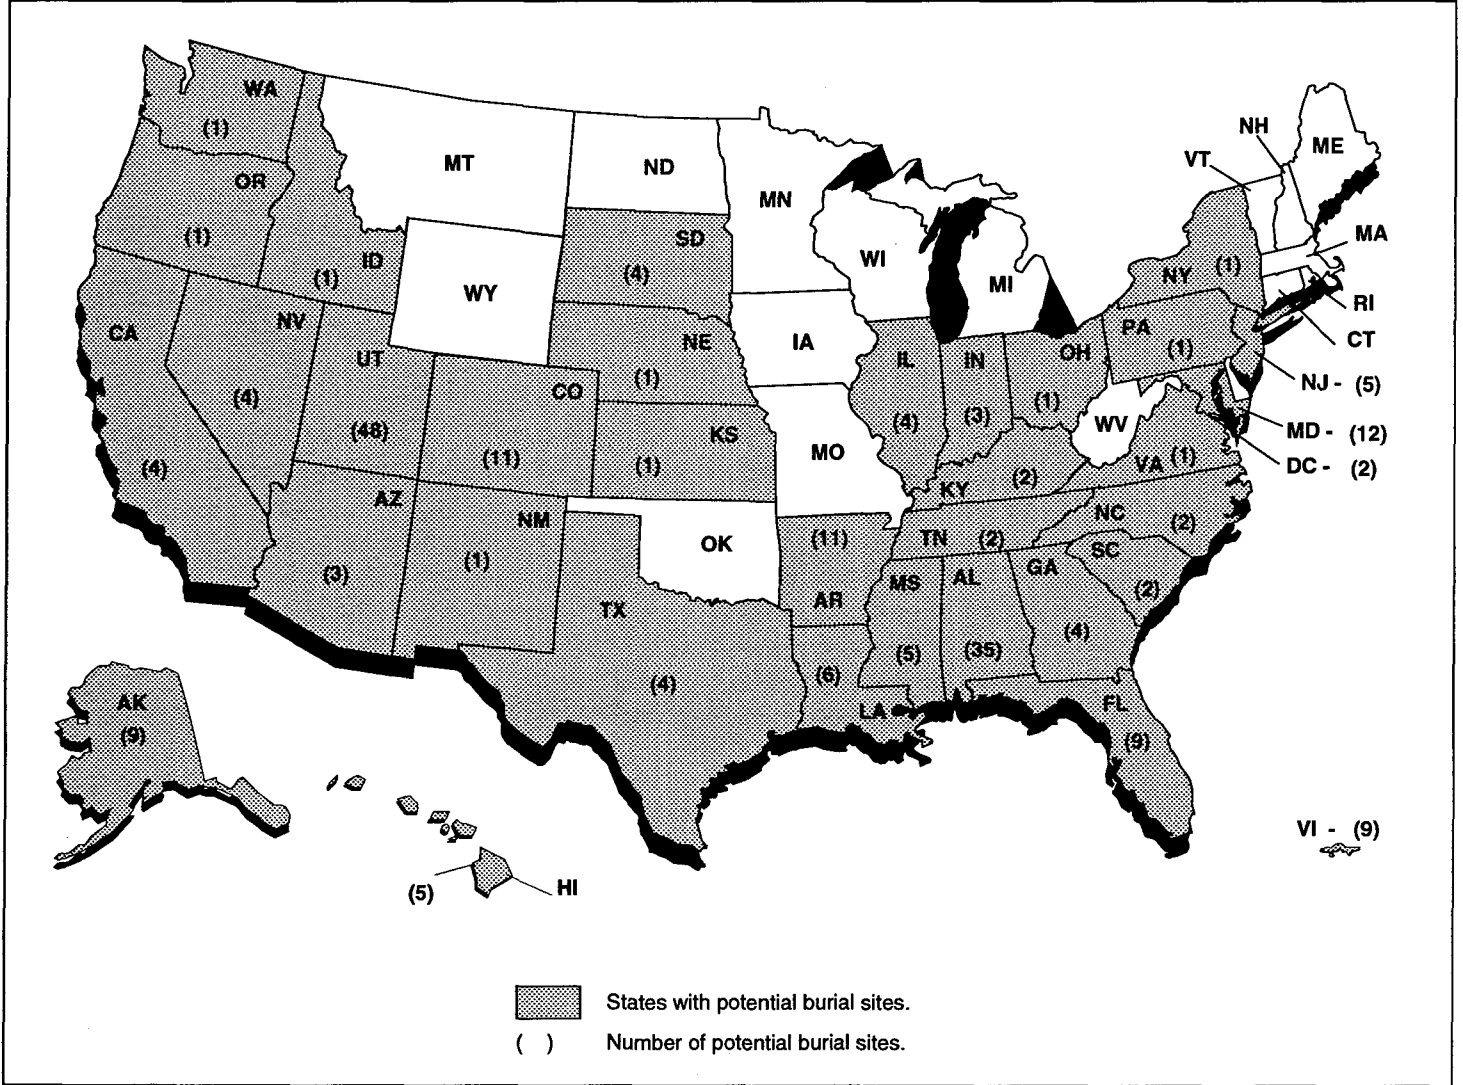 WA
(1)
OR
(1)
ID
(1)
MT
ND
MN
WI
MI
NH
VT
ME
MA
RI
CT
NY (1)
PA
(1)
NJ - (5)
MD - (12)
DC - (2)
WY
SD
(4)
NE
(1)
IA
IL
(4)
IN
(3)
OH
(1)
WV
VA (1)
CA
(4)
NV
(4)
UT
(48)
CO
(11)
KS
(1)
MO
KY
(2)
TN (2)
NC
(2)
SC
(2)
AZ
(3)
NM
(1)
OK
TX
(4)
(11)
AR
(6)
LA
MS
(5)
AL
(35)
GA
(4)
FL
(9)
AK
(9)
(5)
HI
VI - (9)
States with potential burial sites.
( ) Number of potential burial sites.